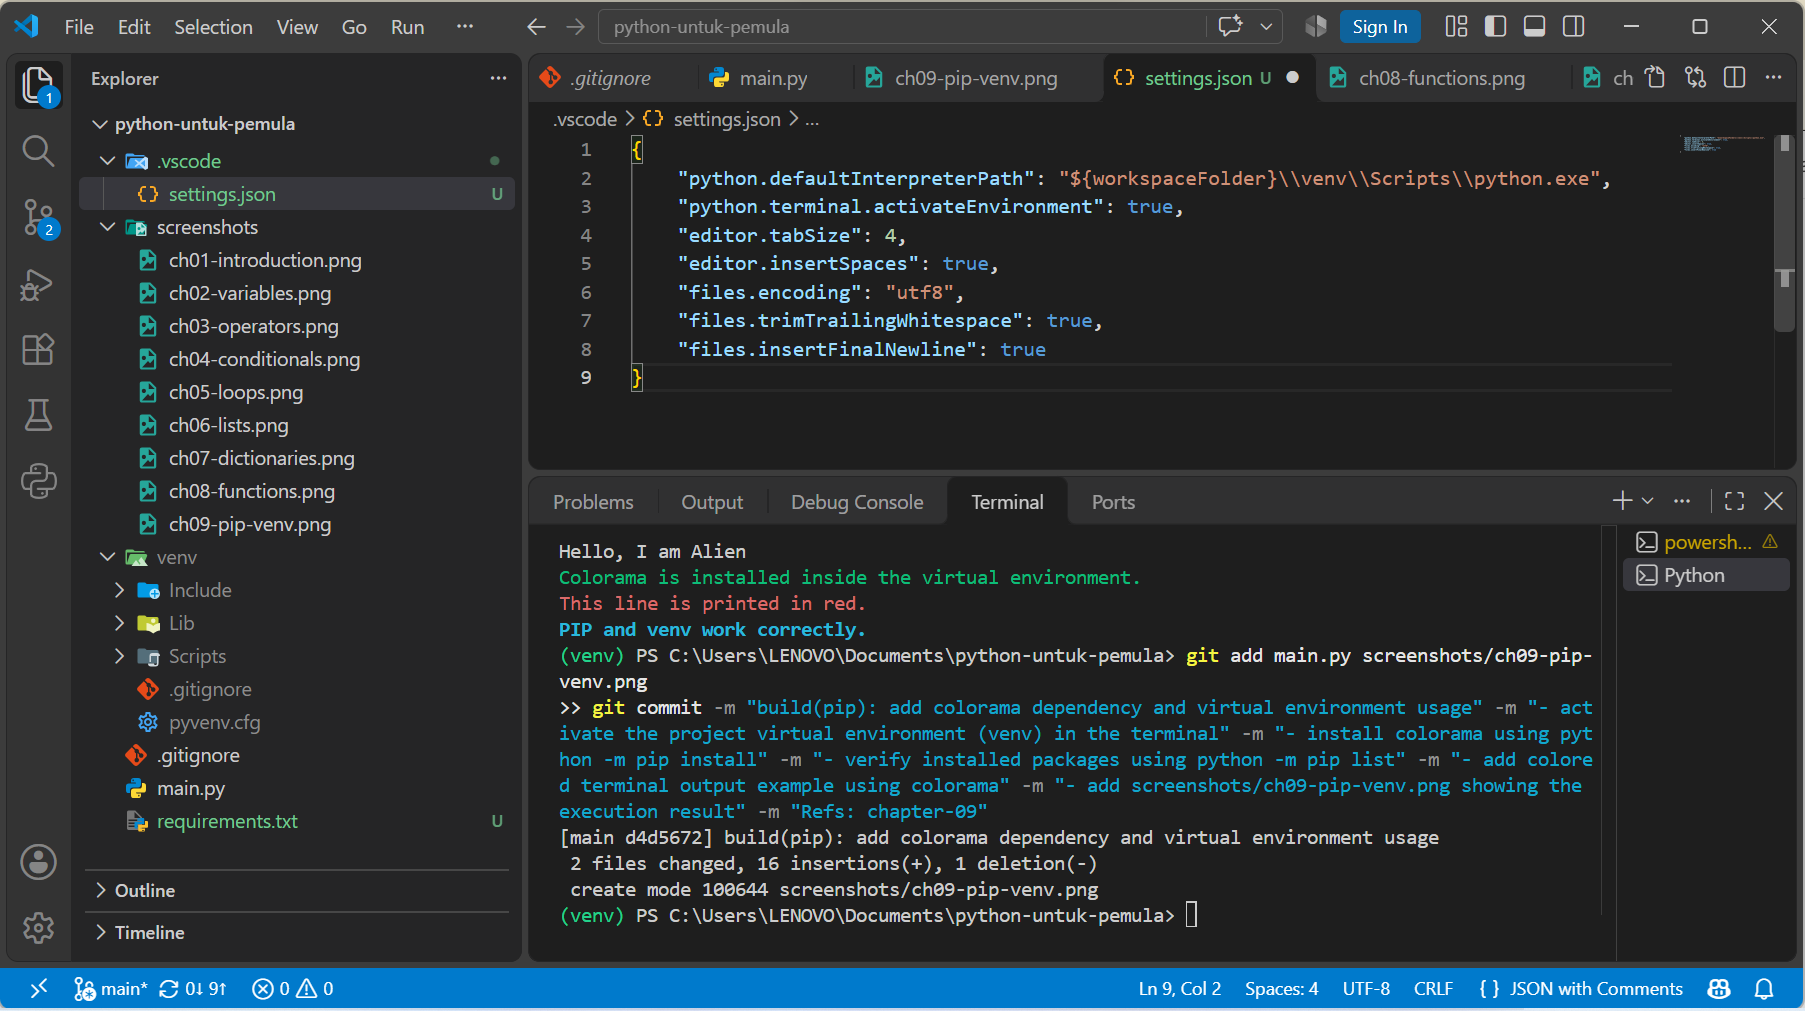 File Edit Selection View Go Run ··· python-untuk-pemula Sign In
Explorer ···
1
2
python-untuk-pemula
.vscode
settings.json U
screenshots
ch01-introduction.png
ch02-variables.png
ch03-operators.png
ch04-conditionals.png
ch05-loops.png
ch06-lists.png
ch07-dictionaries.png
ch08-functions.png
ch09-pip-venv.png
venv
Include
Lib
Scripts
.gitignore
pyvenv.cfg
.gitignore
main.py
requirements.txt U
Outline
Timeline
.gitignore main.py ch09-pip-venv.png {} settings.json U ● ch08-functions.png ch ···
.vscode > {} settings.json > ...
1 {
2 "python.defaultInterpreterPath": "${workspaceFolder}\\venv\\Scripts\\python.exe",
3 "python.terminal.activateEnvironment": true,
4 "editor.tabSize": 4,
5 "editor.insertSpaces": true,
6 "files.encoding": "utf8",
7 "files.trimTrailingWhitespace": true,
8 "files.insertFinalNewline": true
9 }
Problems Output Debug Console Terminal Ports
Hello, I am Alien
Colorama is installed inside the virtual environment.
This line is printed in red.
PIP and venv work correctly.
(venv) PS C:\Users\LENOVO\Documents\python-untuk-pemula> git add main.py screenshots/ch09-pip-
venv.png
>> git commit -m "build(pip): add colorama dependency and virtual environment usage" -m "- act
ivate the project virtual environment (venv) in the terminal" -m "- install colorama using pyt
hon -m pip install" -m "- verify installed packages using python -m pip list" -m "- add colore
d terminal output example using colorama" -m "- add screenshots/ch09-pip-venv.png showing the
execution result" -m "Refs: chapter-09"
[main d4d5672] build(pip): add colorama dependency and virtual environment usage
2 files changed, 16 insertions(+), 1 deletion(-)
create mode 100644 screenshots/ch09-pip-venv.png
(venv) PS C:\Users\LENOVO\Documents\python-untuk-pemula>
powersh...
Python
main* 0↓ 9↑ 0 0 Ln 9, Col 2 Spaces: 4 UTF-8 CRLF {} JSON with Comments